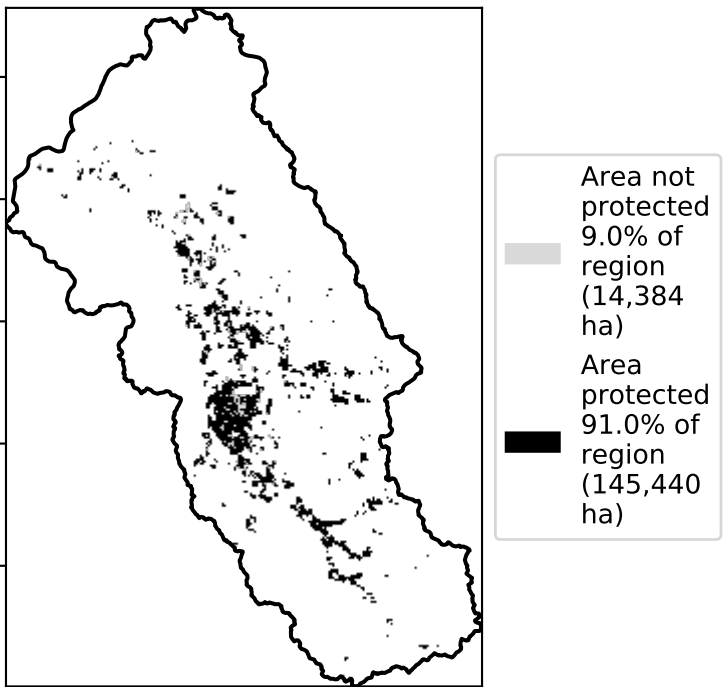 Area not
protected
9.0% of
region
(14,384
ha)
Area
protected
91.0% of
region
(145,440
ha)